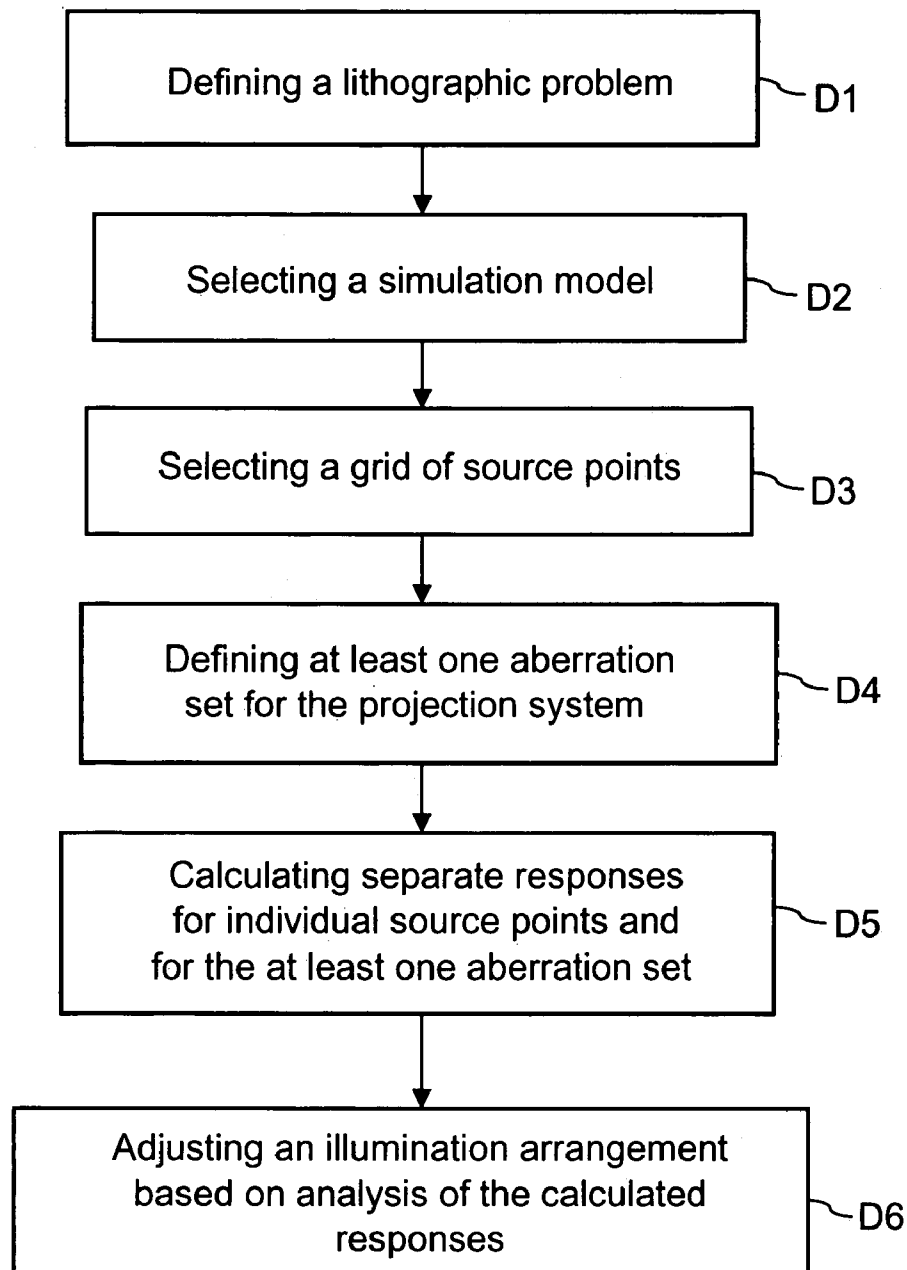 Defining a lithographic problem
D1
Selecting a simulation model
D2
Selecting a grid of source points
D3
Defining at least one aberration
set for the projection system
D4
Calculating separate responses
for individual source points and
for the at least one aberration set
D5
Adjusting an illumination arrangement
based on analysis of the calculated
responses
D6